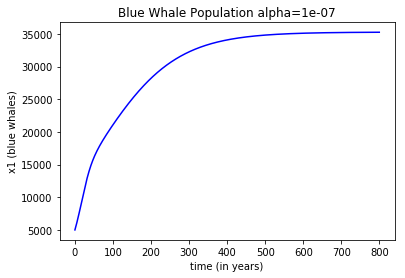 Blue Whale Population alpha=1e-07
x1 (blue whales)
35000
30000
25000
20000
15000
10000
5000
0 100 200 300 400 500 600 700 800
time (in years)